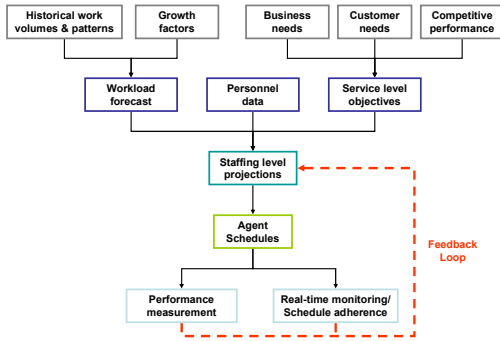 Historical work
volumes & patterns
Growth
factors
Business
needs
Customer
needs
Competitive
performance
Workload
forecast
Personnel
data
Service level
objectives
Staffing level
projections
Agent
Schedules
Feedback
Loop
Performance
measurement
Real-time monitoring/
Schedule adherence